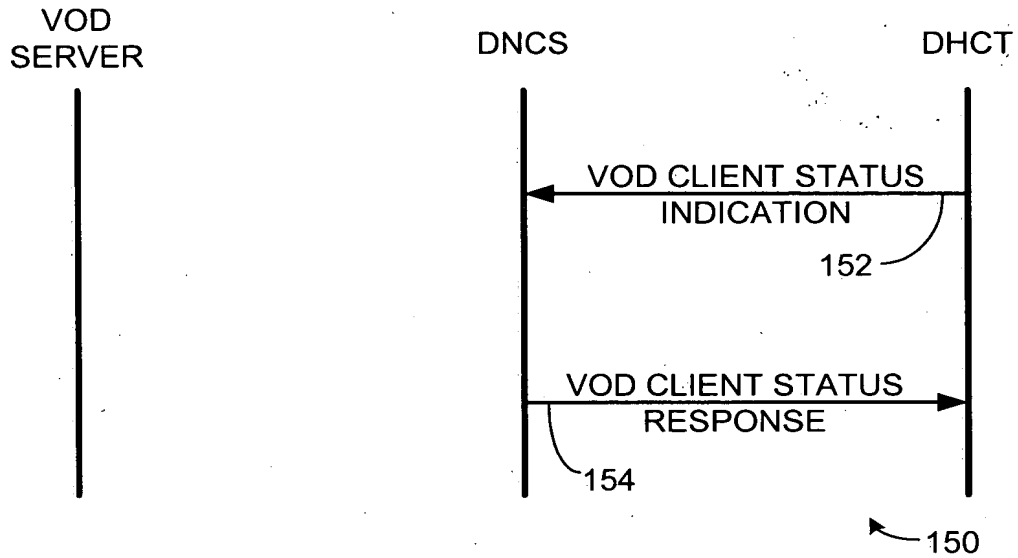 VOD
SERVER
DNCS
DHCT
VOD CLIENT STATUS
INDICATION
152
VOD CLIENT STATUS
RESPONSE
154
150